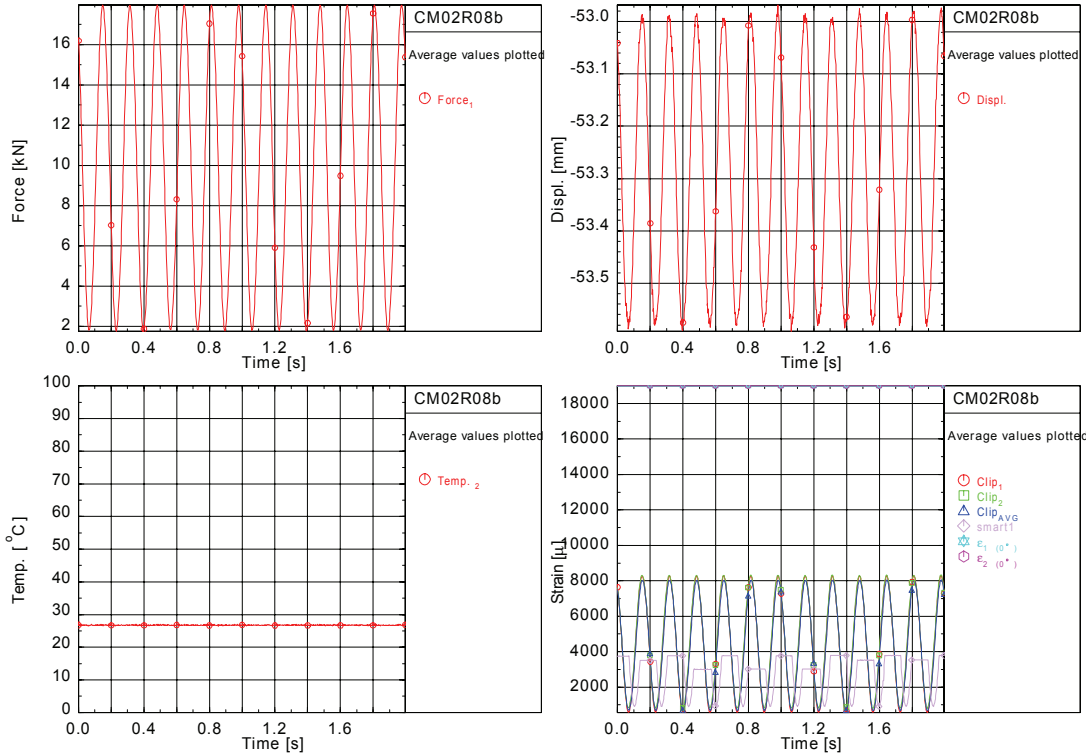 CM02R08b
Average values plotted
Force1
Force [kN]
16
14
12
10
8
6
4
2
0.0
0.4
0.8
1.2
1.6
Time [s]
CM02R08b
Average values plotted
Displ.
Displ. [mm]
-53.0
-53.1
-53.2
-53.3
-53.4
-53.5
0.0
0.4
0.8
1.2
1.6
Time [s]
CM02R08b
Average values plotted
Temp. 2
Temp. [ °C]
100
90
80
70
60
50
40
30
20
10
0
0.0
0.4
0.8
1.2
1.6
Time [s]
CM02R08b
Average values plotted
Clip1
Clip2
ClipAVG
smart1
ε1 (0°)
ε2 (0°)
Strain [μ]
18000
16000
14000
12000
10000
8000
6000
4000
2000
0.0
0.4
0.8
1.2
1.6
Time [s]